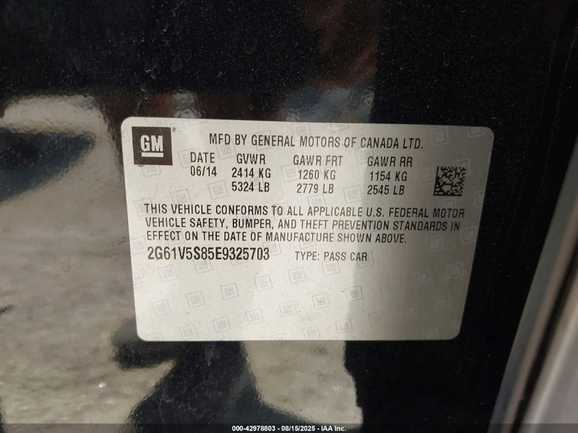 GM
MFD BY GENERAL MOTORS OF CANADA LTD.
DATE GVWR GAWR FRT GAWR RR
06/14 2414 KG 1260 KG 1154 KG
5324 LB 2779 LB 2545 LB
THIS VEHICLE CONFORMS TO ALL APPLICABLE U.S. FEDERAL MOTOR
VEHICLE SAFETY, BUMPER, AND THEFT PREVENTION STANDARDS IN
EFFECT ON THE DATE OF MANUFACTURE SHOWN ABOVE.
2G61V5S85E9325703 TYPE: PASS CAR
000-42978803 - 08/15/2025 - IAA Inc.